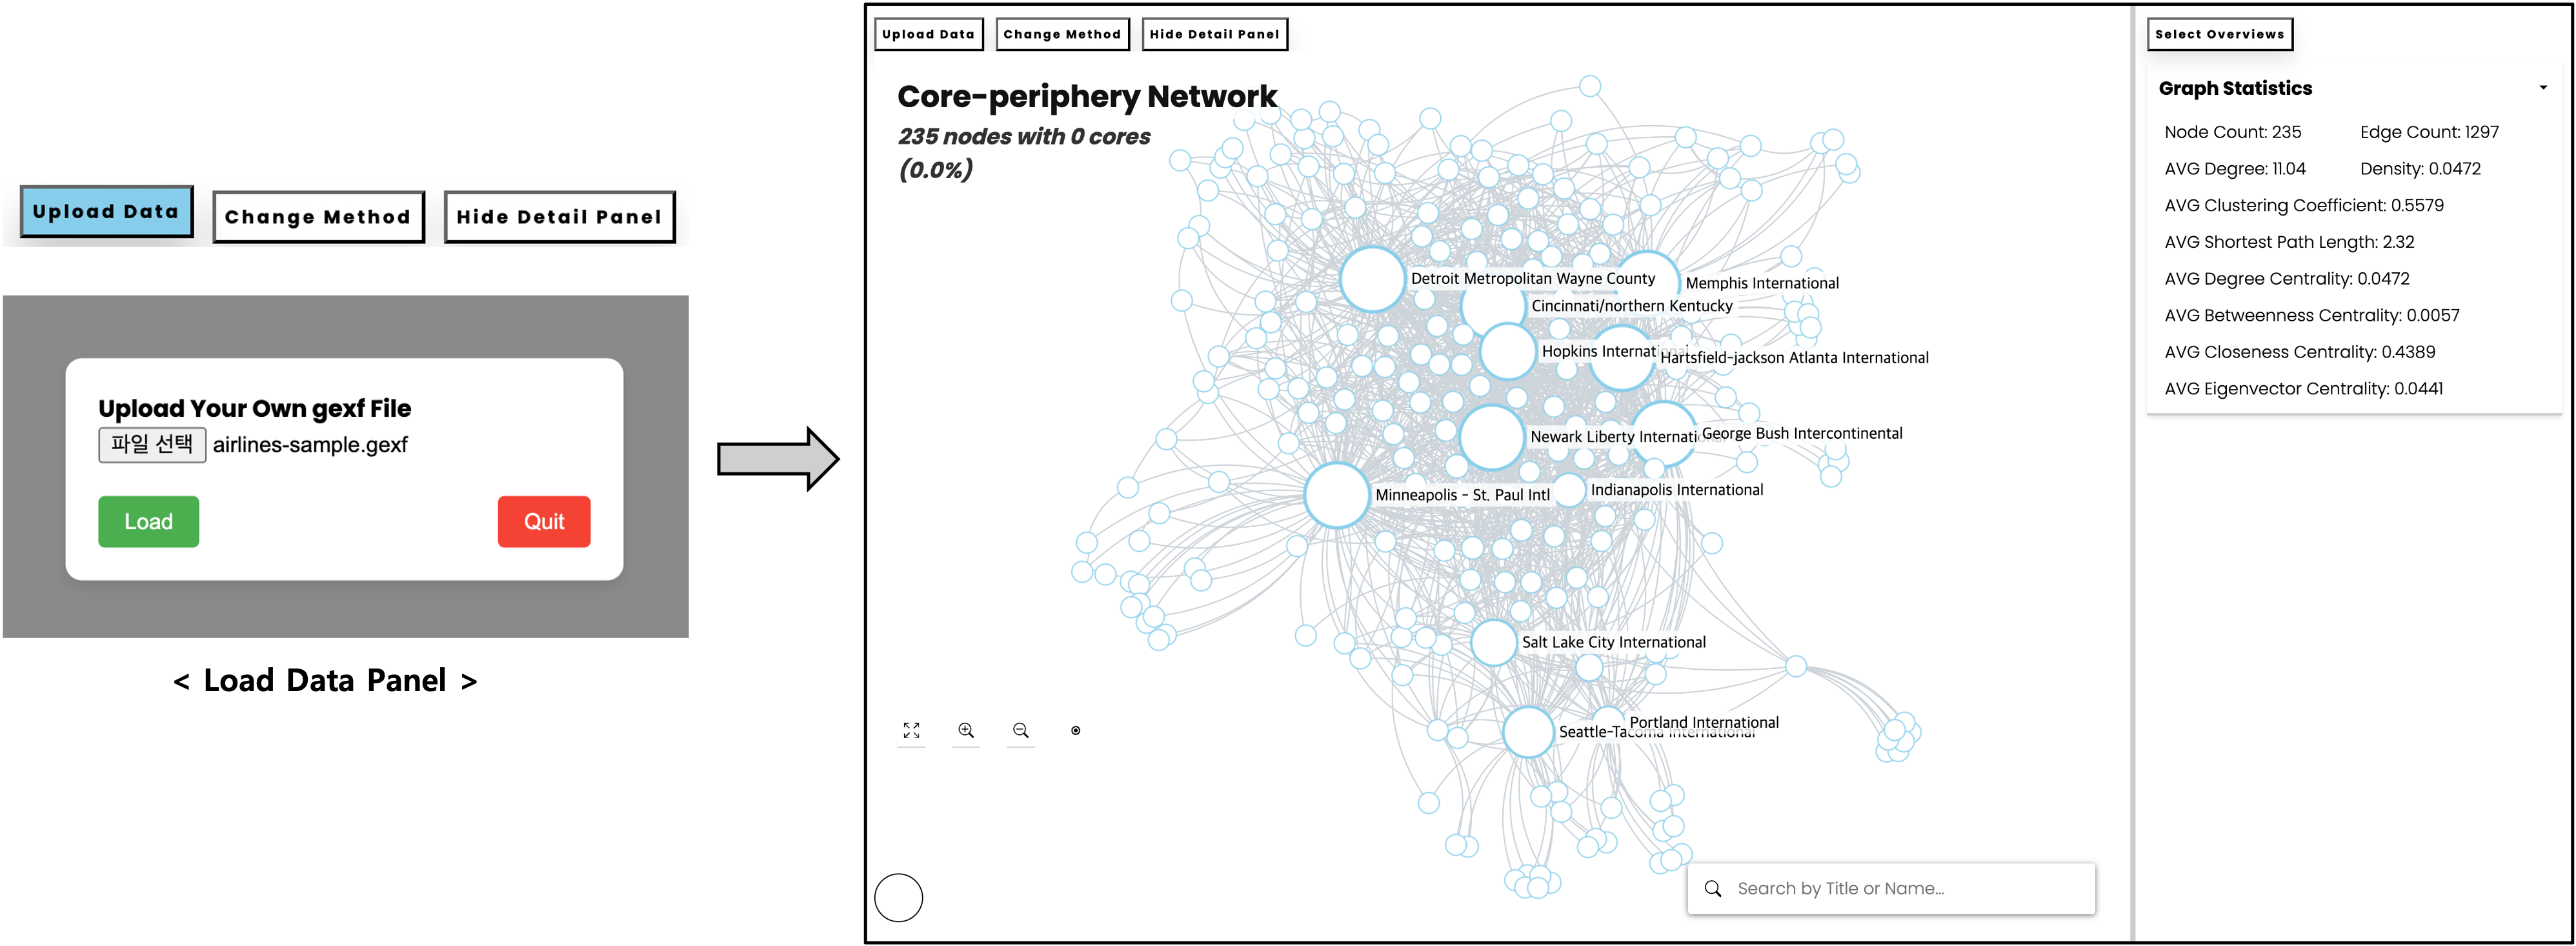 Upload Data
Change Method
Hide Detail Panel
Upload Your Own gexf File
파일 선택 airlines-sample.gexf
Load
Quit
< Load Data Panel >
Upload Data
Change Method
Hide Detail Panel
Core-periphery Network
235 nodes with 0 cores
(0.0%)
Detroit Metropolitan Wayne County
Memphis International
Cincinnati/northern Kentucky
Hopkins International
Hartsfield-jackson Atlanta International
Newark Liberty Internatio
George Bush Intercontinental
Minneapolis - St. Paul Intl
Indianapolis International
Salt Lake City International
Portland International
Seattle-Tacoma International
Search by Title or Name...
Select Overviews
Graph Statistics
Node Count: 235
Edge Count: 1297
AVG Degree: 11.04
Density: 0.0472
AVG Clustering Coefficient: 0.5579
AVG Shortest Path Length: 2.32
AVG Degree Centrality: 0.0472
AVG Betweenness Centrality: 0.0057
AVG Closeness Centrality: 0.4389
AVG Eigenvector Centrality: 0.0441